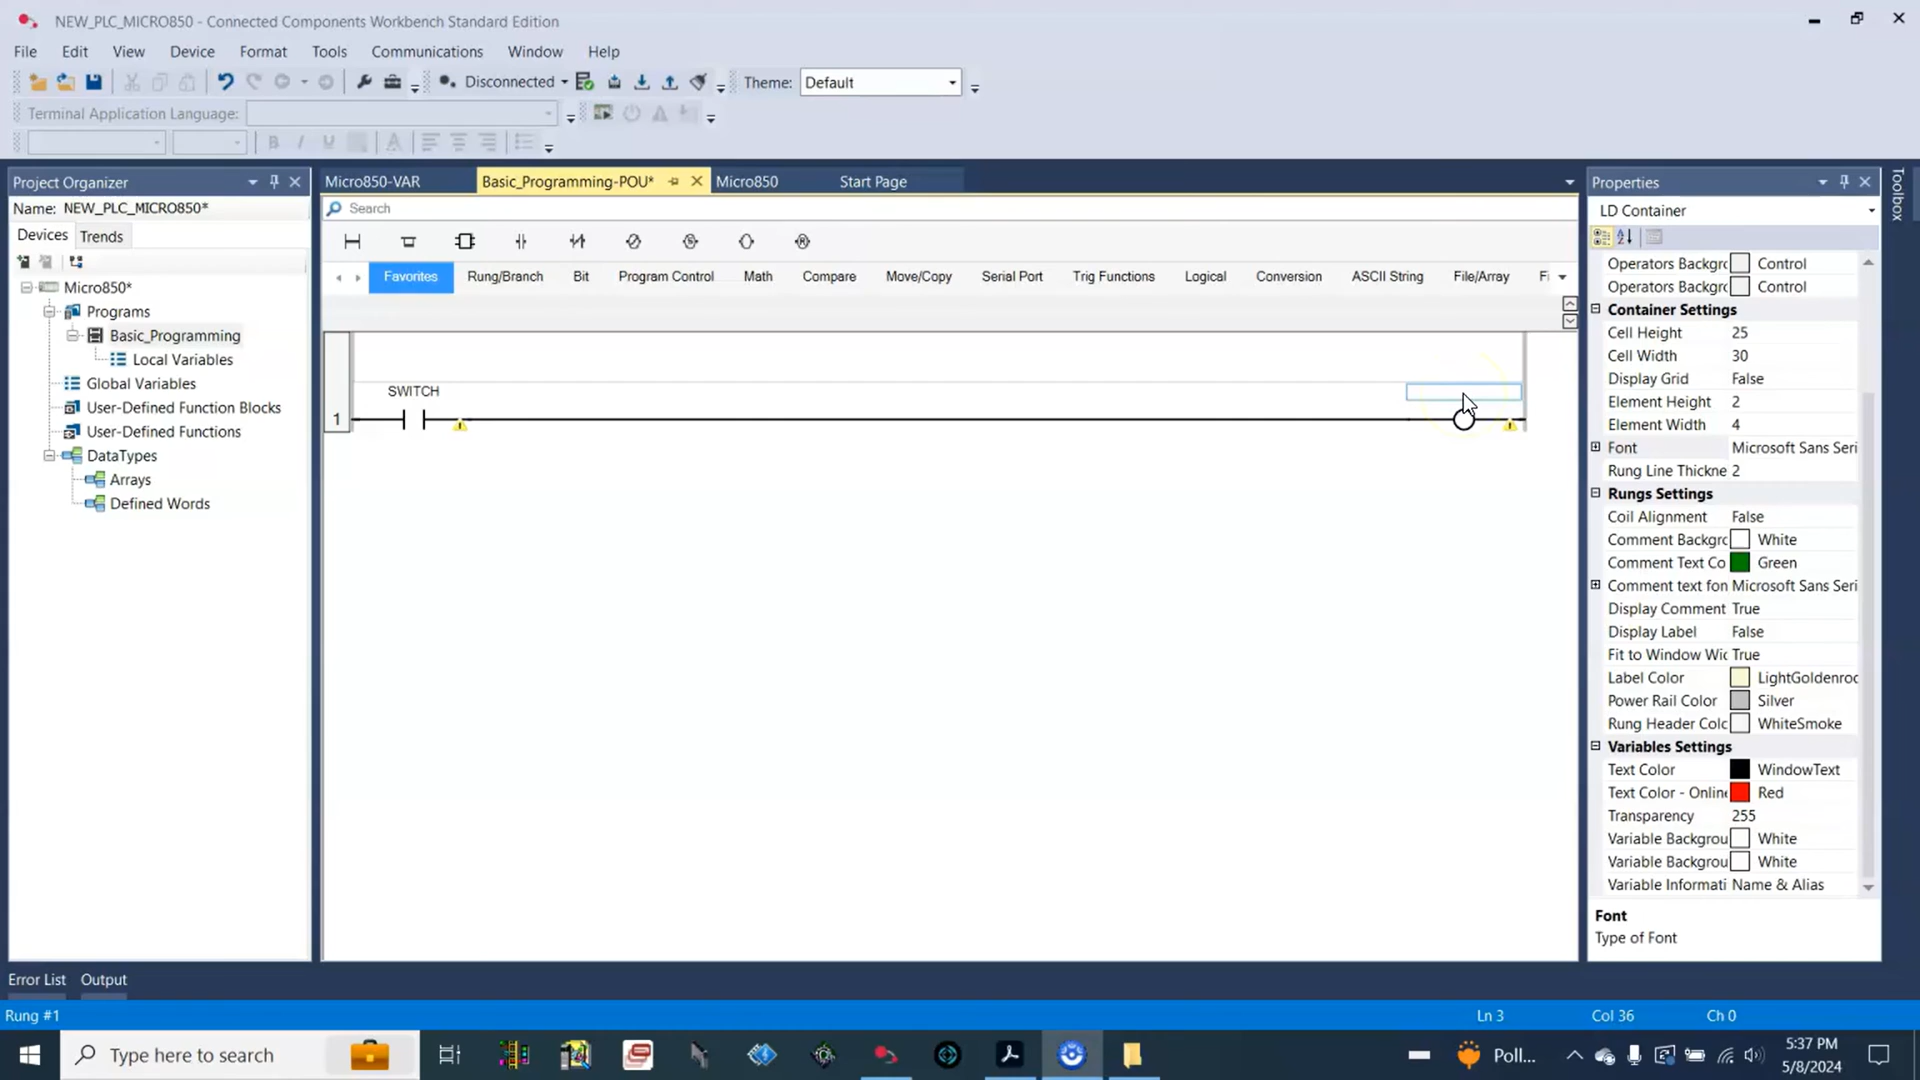 NEW_PLC_MICRO850 - Connected Components Workbench Standard Edition
File Edit View Device Format Tools Communications Window Help
Disconnected Theme: Default
Terminal Application Language:
Project Organizer
Name: NEW_PLC_MICRO850*
Devices Trends
Micro850*
Programs
Basic_Programming
Local Variables
Global Variables
User-Defined Function Blocks
User-Defined Functions
DataTypes
Arrays
Defined Words
Micro850-VAR Basic_Programming-POU* Micro850 Start Page
Search
Favorites Rung/Branch Bit Program Control Math Compare Move/Copy Serial Port Trig Functions Logical Conversion ASCII String File/Array Fi
SWITCH
1
Properties
LD Container
Operators Backgrc Control
Operators Backgrc Control
Container Settings
Cell Height 25
Cell Width 30
Display Grid False
Element Height 2
Element Width 4
Font Microsoft Sans Seri
Rung Line Thickne 2
Rungs Settings
Coil Alignment False
Comment Backgrc White
Comment Text Co Green
Comment text fon Microsoft Sans Seri
Display Comment True
Display Label False
Fit to Window Wic True
Label Color LightGoldenroc
Power Rail Color Silver
Rung Header Colc WhiteSmoke
Variables Settings
Text Color WindowText
Text Color - Online Red
Transparency 255
Variable Backgrou White
Variable Backgrou White
Variable Informati Name & Alias
Font
Type of Font
Toolbox
Error List Output
Rung #1 Ln 3 Col 36 Ch 0
Type here to search
Poll...
5:37 PM
5/8/2024